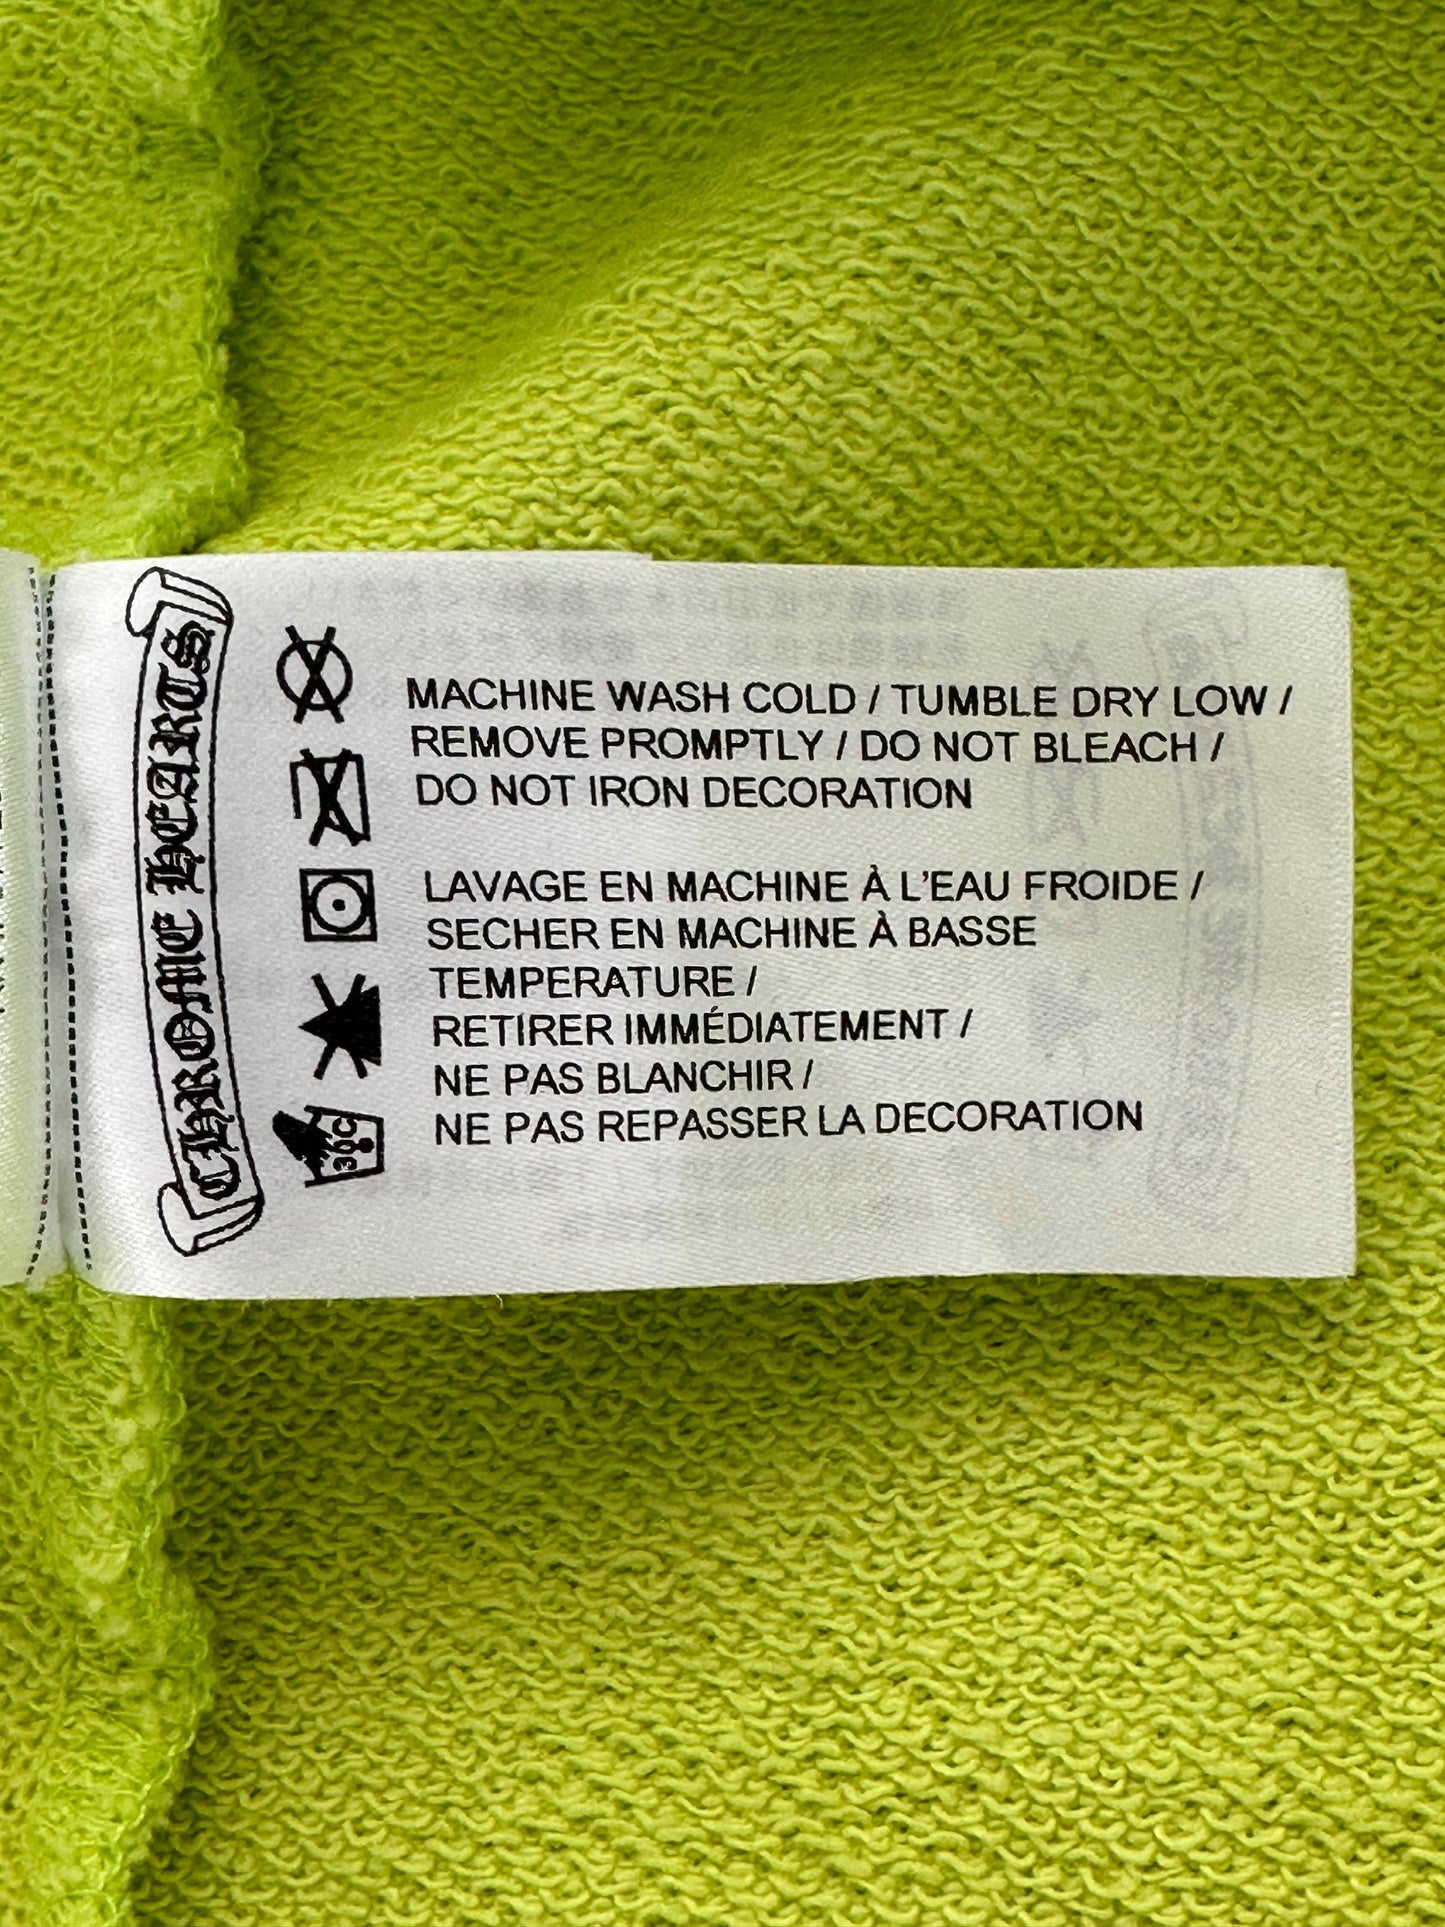 CHROME HEARTS
MACHINE WASH COLD / TUMBLE DRY LOW /
REMOVE PROMPTLY / DO NOT BLEACH /
DO NOT IRON DECORATION
LAVAGE EN MACHINE À L'EAU FROIDE /
SECHER EN MACHINE À BASSE
TEMPERATURE /
RETIRER IMMÉDIATEMENT /
NE PAS BLANCHIR /
NE PAS REPASSER LA DECORATION
30C